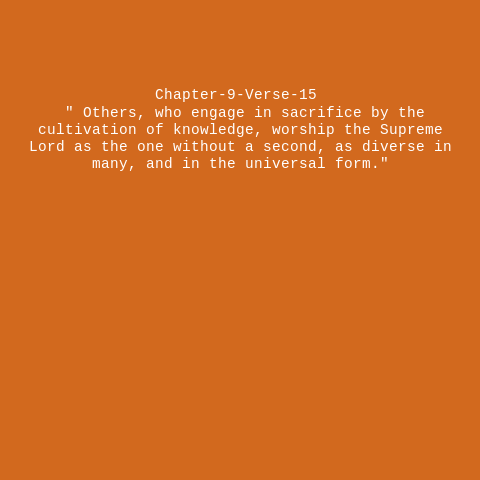 Chapter-9-Verse-15
" Others, who engage in sacrifice by the
cultivation of knowledge, worship the Supreme
Lord as the one without a second, as diverse in
many, and in the universal form."